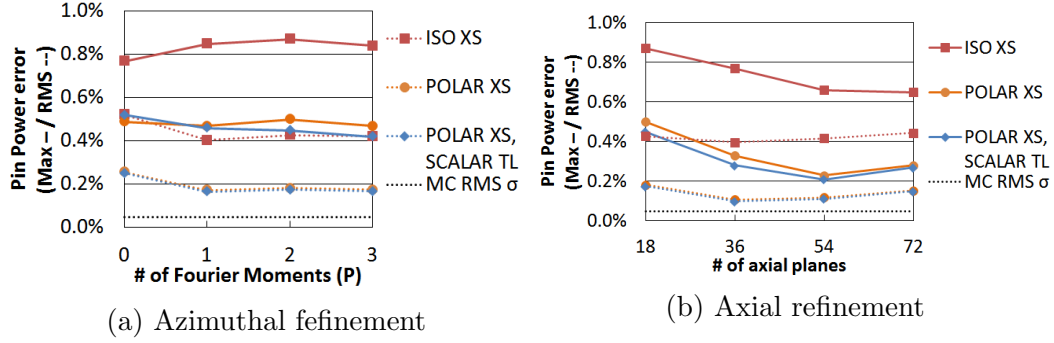 Pin Power error
(Max – / RMS --)
1.0%
0.8%
0.6%
0.4%
0.2%
0.0%
0
1
2
3
# of Fourier Moments (P)
ISO XS
POLAR XS
POLAR XS,
SCALAR TL
MC RMS σ
(a) Azimuthal fefinement
Pin Power error
(Max – / RMS --)
1.0%
0.8%
0.6%
0.4%
0.2%
0.0%
18
36
54
72
# of axial planes
ISO XS
POLAR XS
POLAR XS,
SCALAR TL
MC RMS σ
(b) Axial refinement